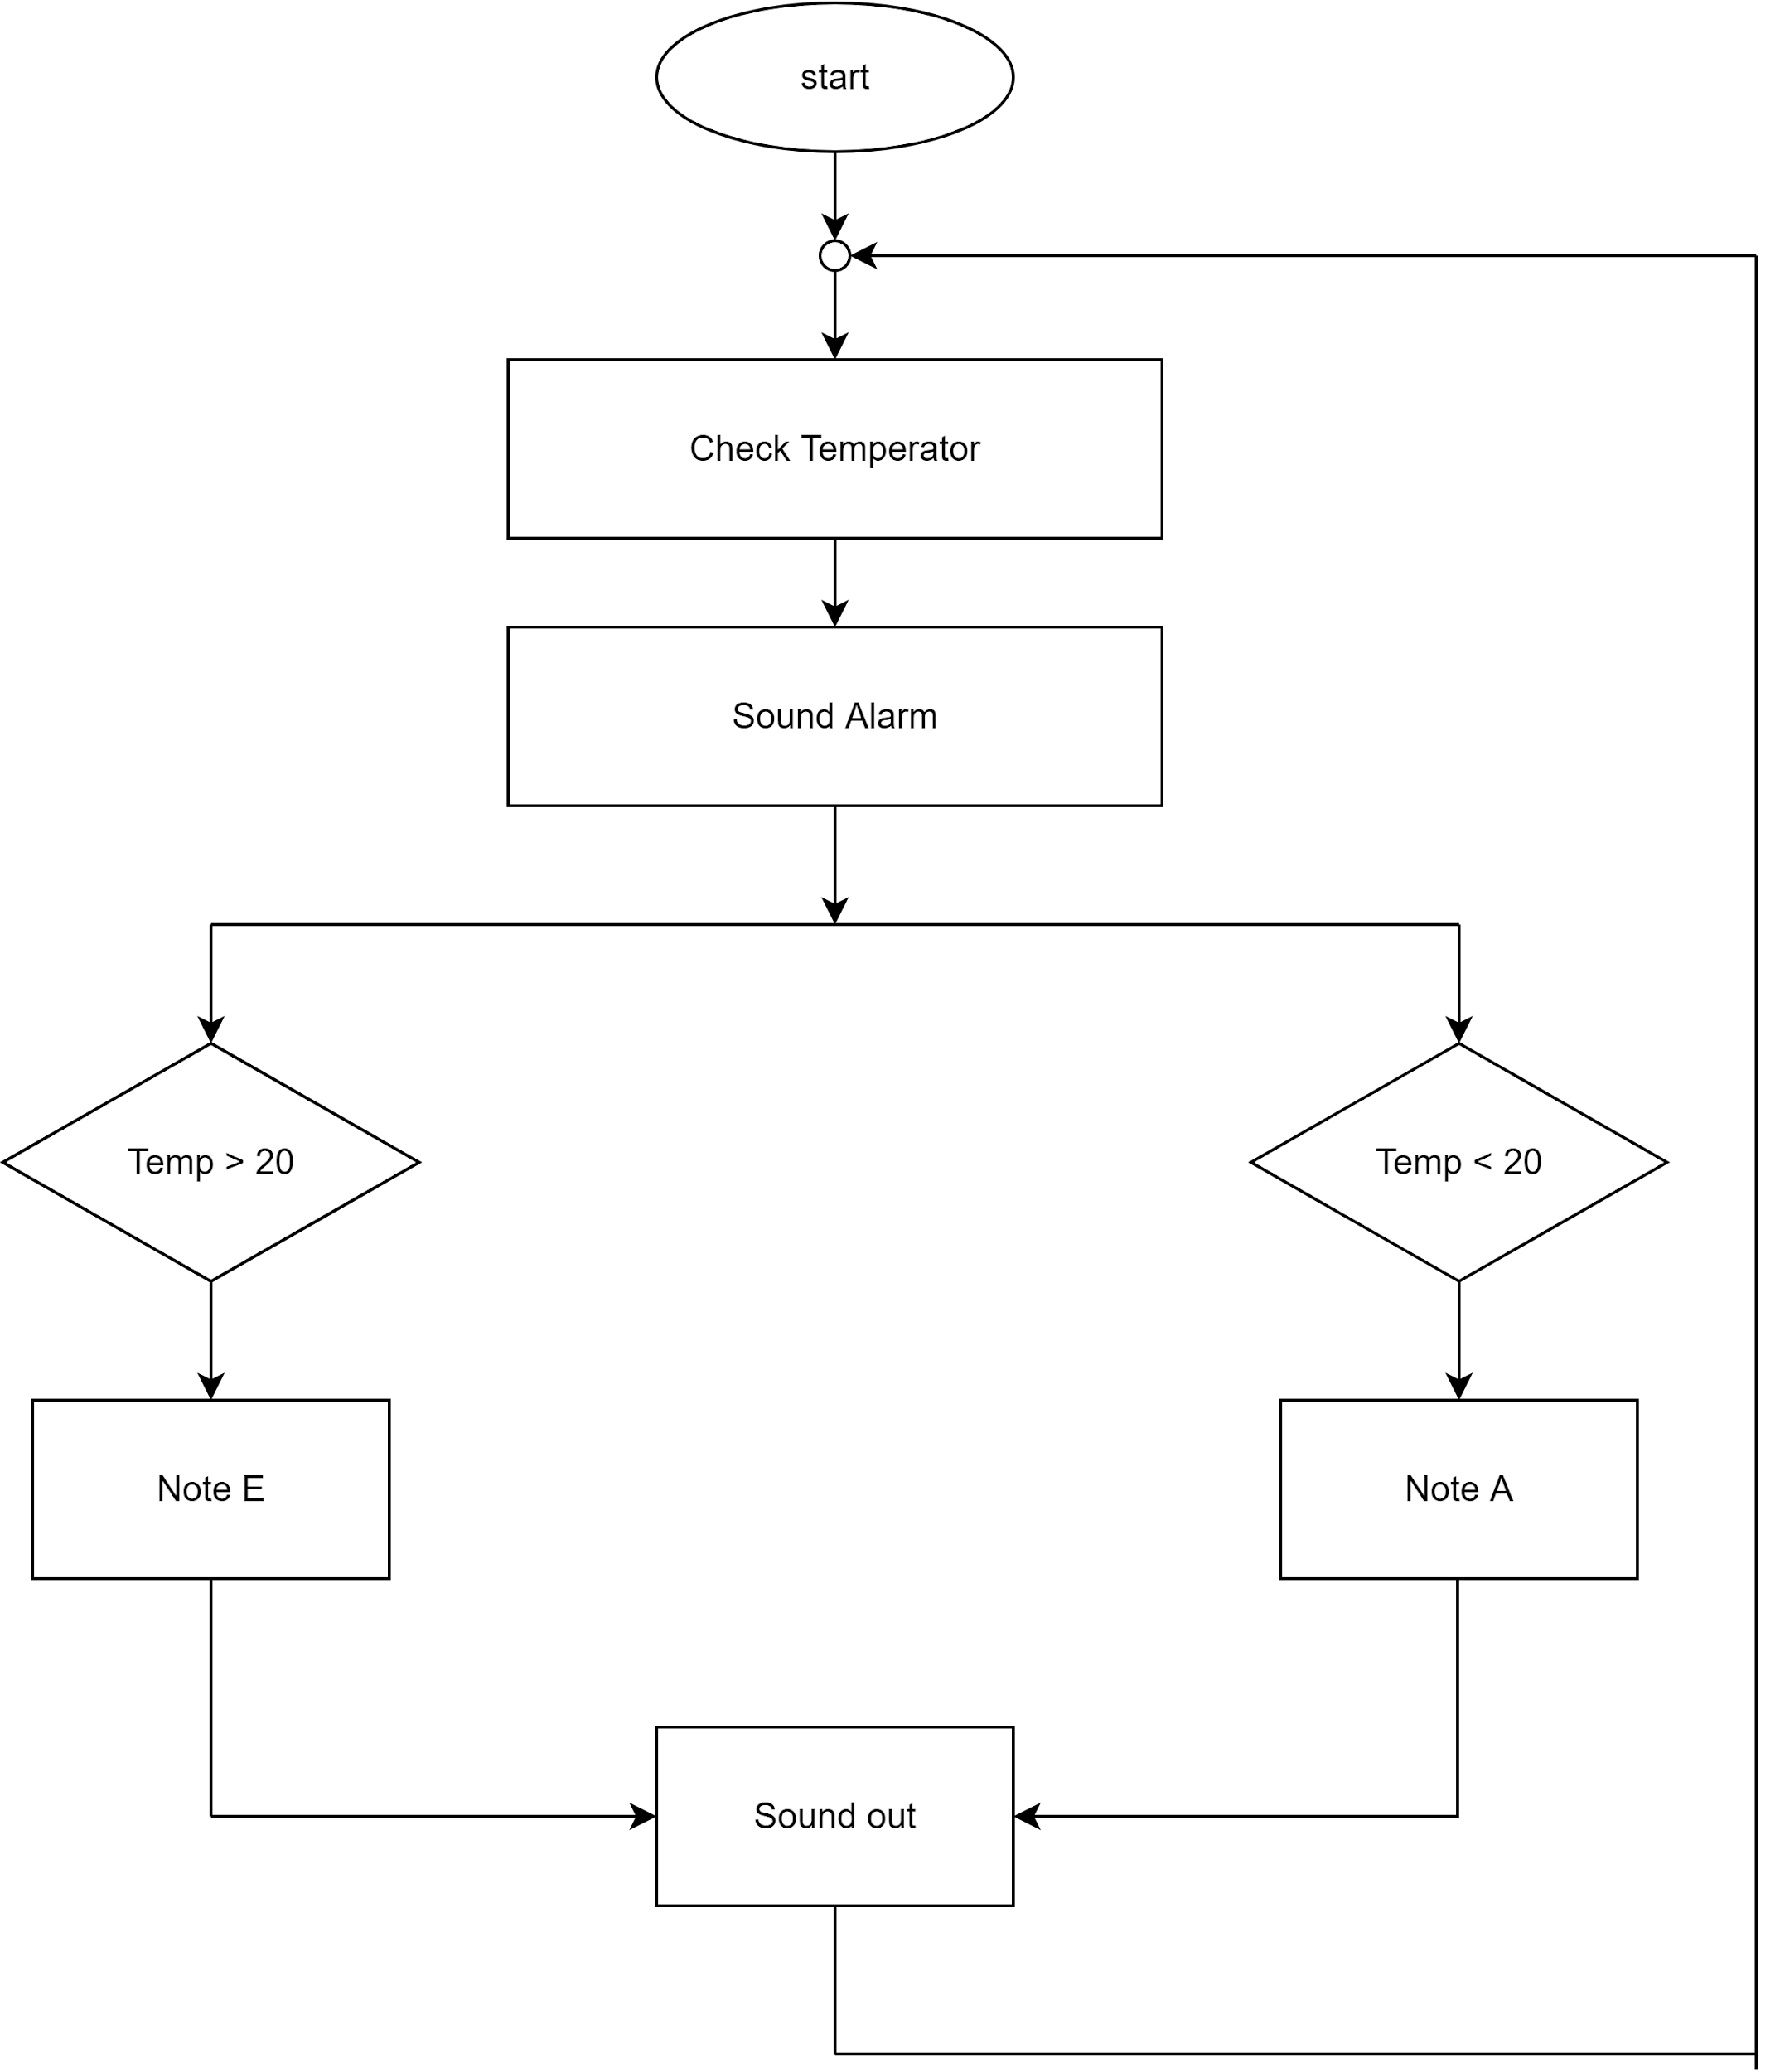 start
Check Temperator
Sound Alarm
Temp > 20
Temp < 20
Note E
Note A
Sound out